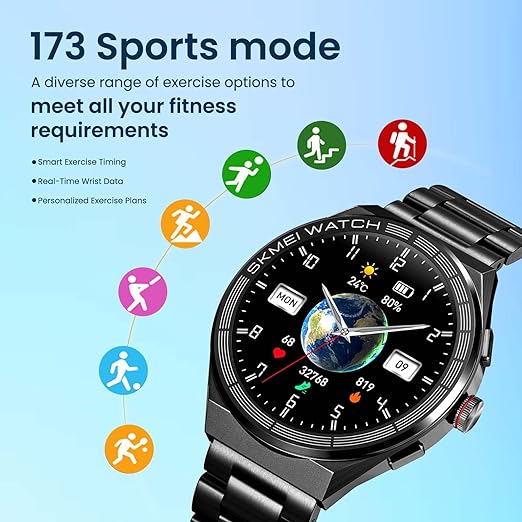 173 Sports mode
A diverse range of exercise options to
meet all your fitness
requirements
• Smart Exercise Timing
• Real-Time Wrist Data
• Personalized Exercise Plans
SKMEI WATCH
11 12 1
24°C 80%
10 MON 2
9 68 09 3
32768 819
8 7 6 5 4